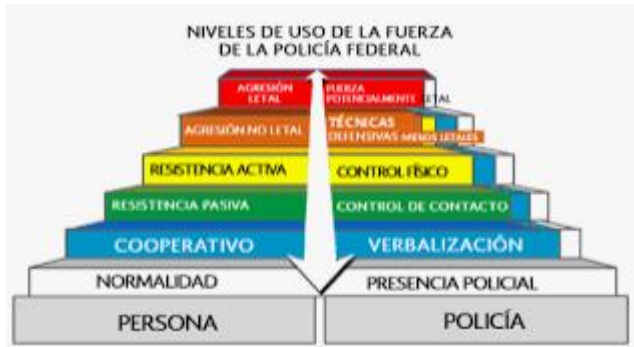 NIVELES DE USO DE LA FUERZA
DE LA POLICÍA FEDERAL
AGRESIÓN
LETAL
FUERZA
POTENCIALMENTE LETAL
AGRESIÓN NO LETAL
TÉCNICAS
DEFENSIVAS MENOS LETALES
RESISTENCIA ACTIVA
CONTROL FÍSICO
RESISTENCIA PASIVA
CONTROL DE CONTACTO
COOPERATIVO
VERBALIZACIÓN
NORMALIDAD
PRESENCIA POLICIAL
PERSONA
POLICÍA